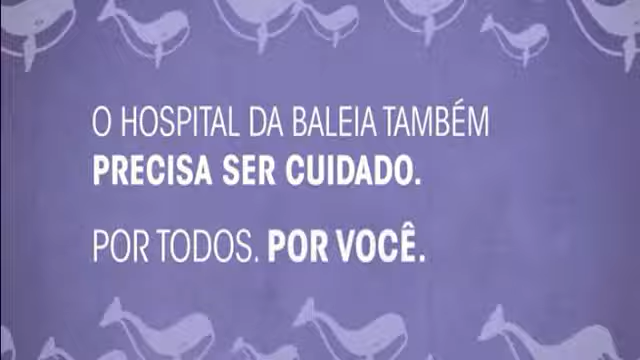 O HOSPITAL DA BALEIA TAMBÉM
PRECISA SER CUIDADO.
POR TODOS. POR VOCÊ.